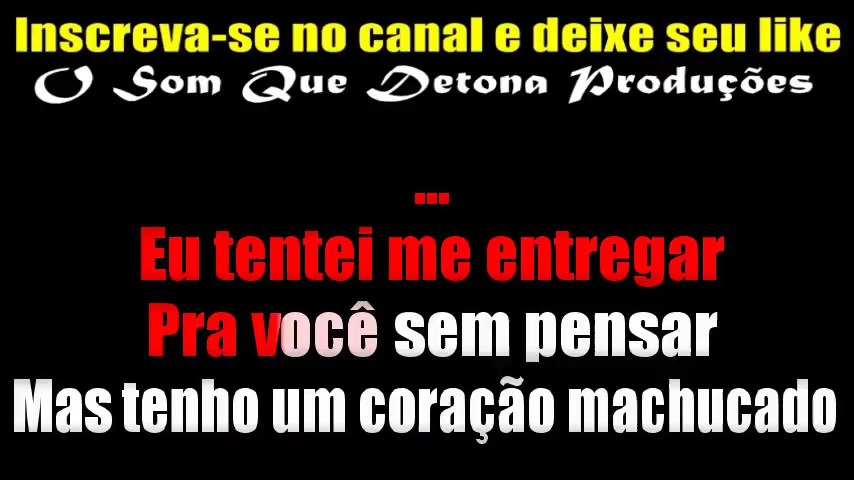 Inscreva-se no canal e deixe seu like
O Som Que Detona Produções
...
Eu tentei me entregar
Pra você sem pensar
Mas tenho um coração machucado